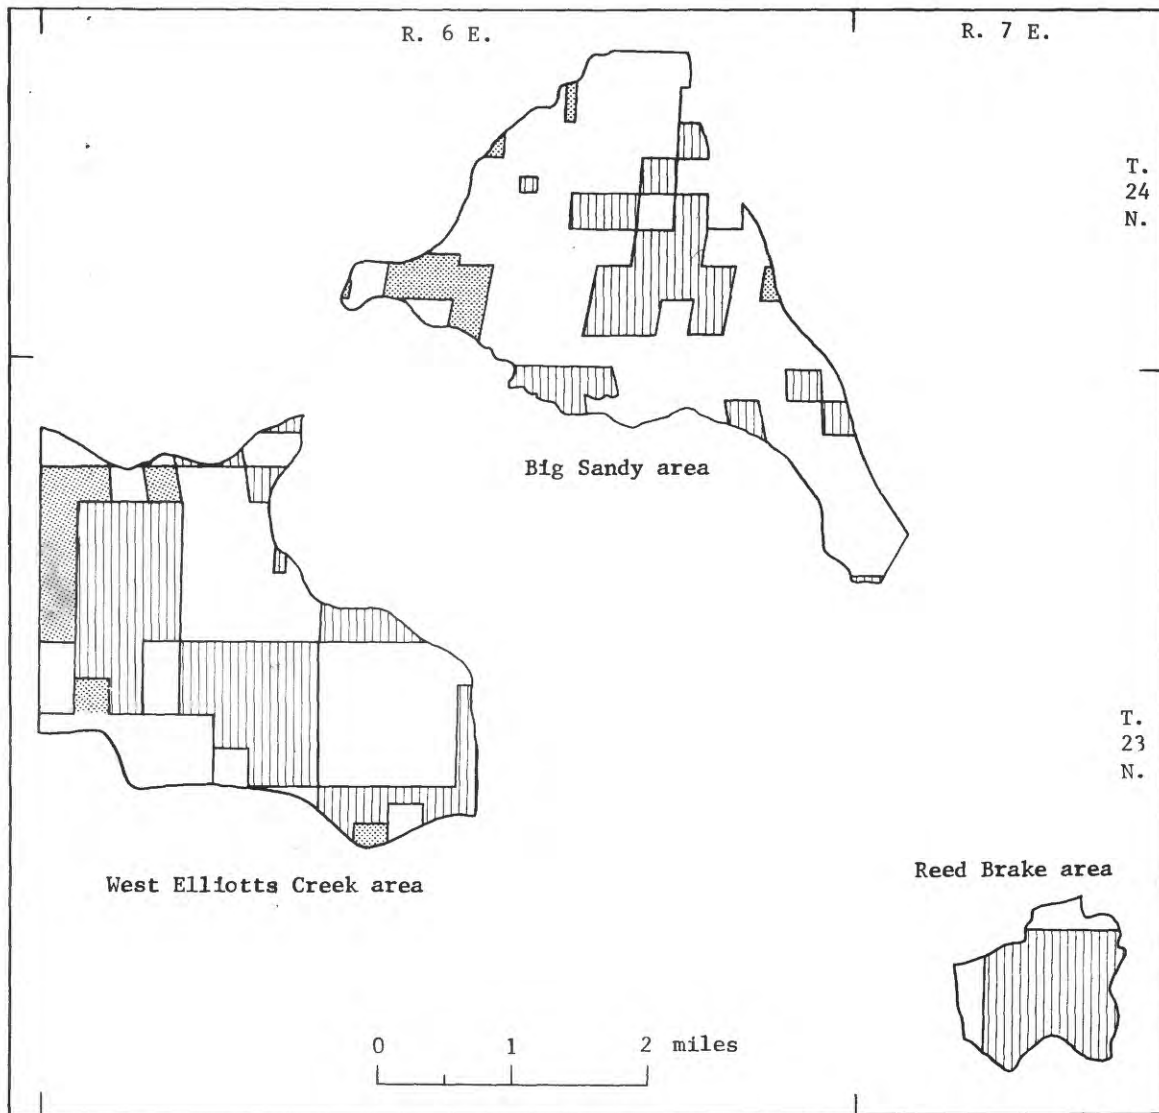 R. 6 E.
R. 7 E.
T.
24
N.
Big Sandy area
T.
23
N.
West Elliotts Creek area
Reed Brake area
0 1 2 miles